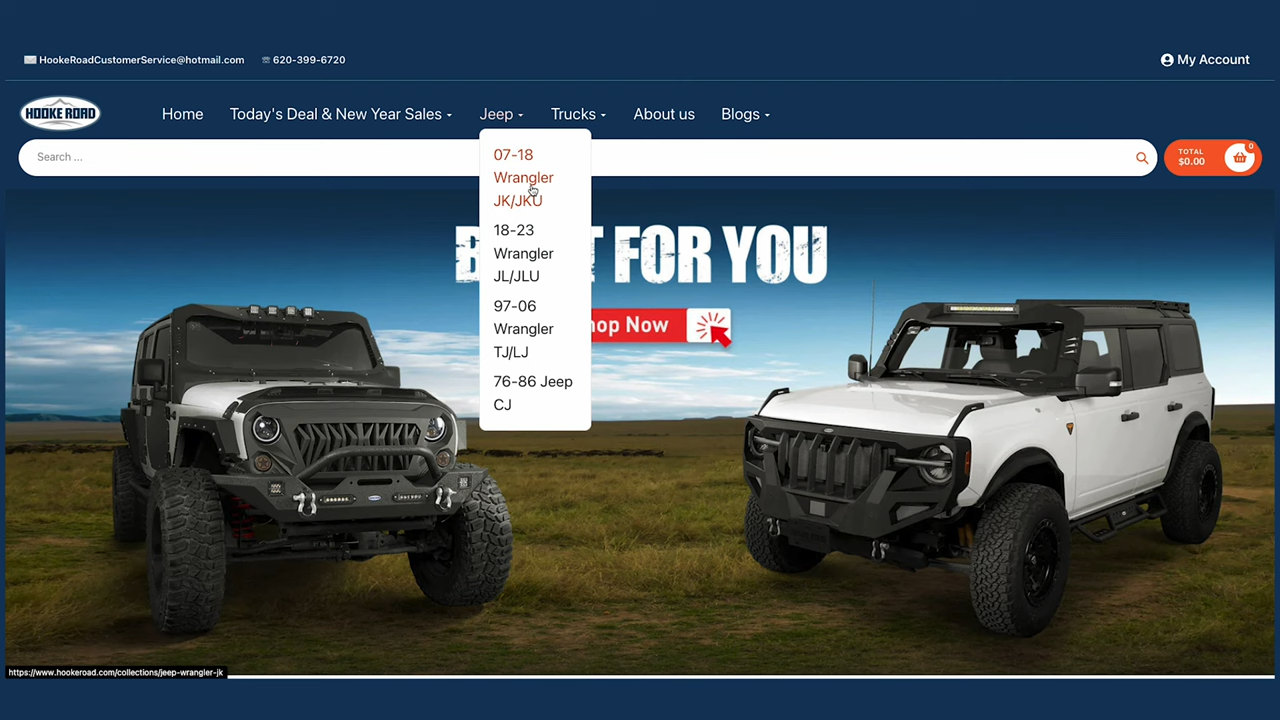 HookeRoadCustomerService@hotmail.com
620-399-6720
My Account
HOOKE ROAD
Home
Today's Deal & New Year Sales
Jeep
Trucks
About us
Blogs
Search ...
TOTAL
$0.00
0
07-18
Wrangler
JK/JKU
18-23
Wrangler
JL/JLU
97-06
Wrangler
TJ/LJ
76-86 Jeep
CJ
FOR YOU
hop Now
https://www.hookeroad.com/collections/jeep-wrangler-jk